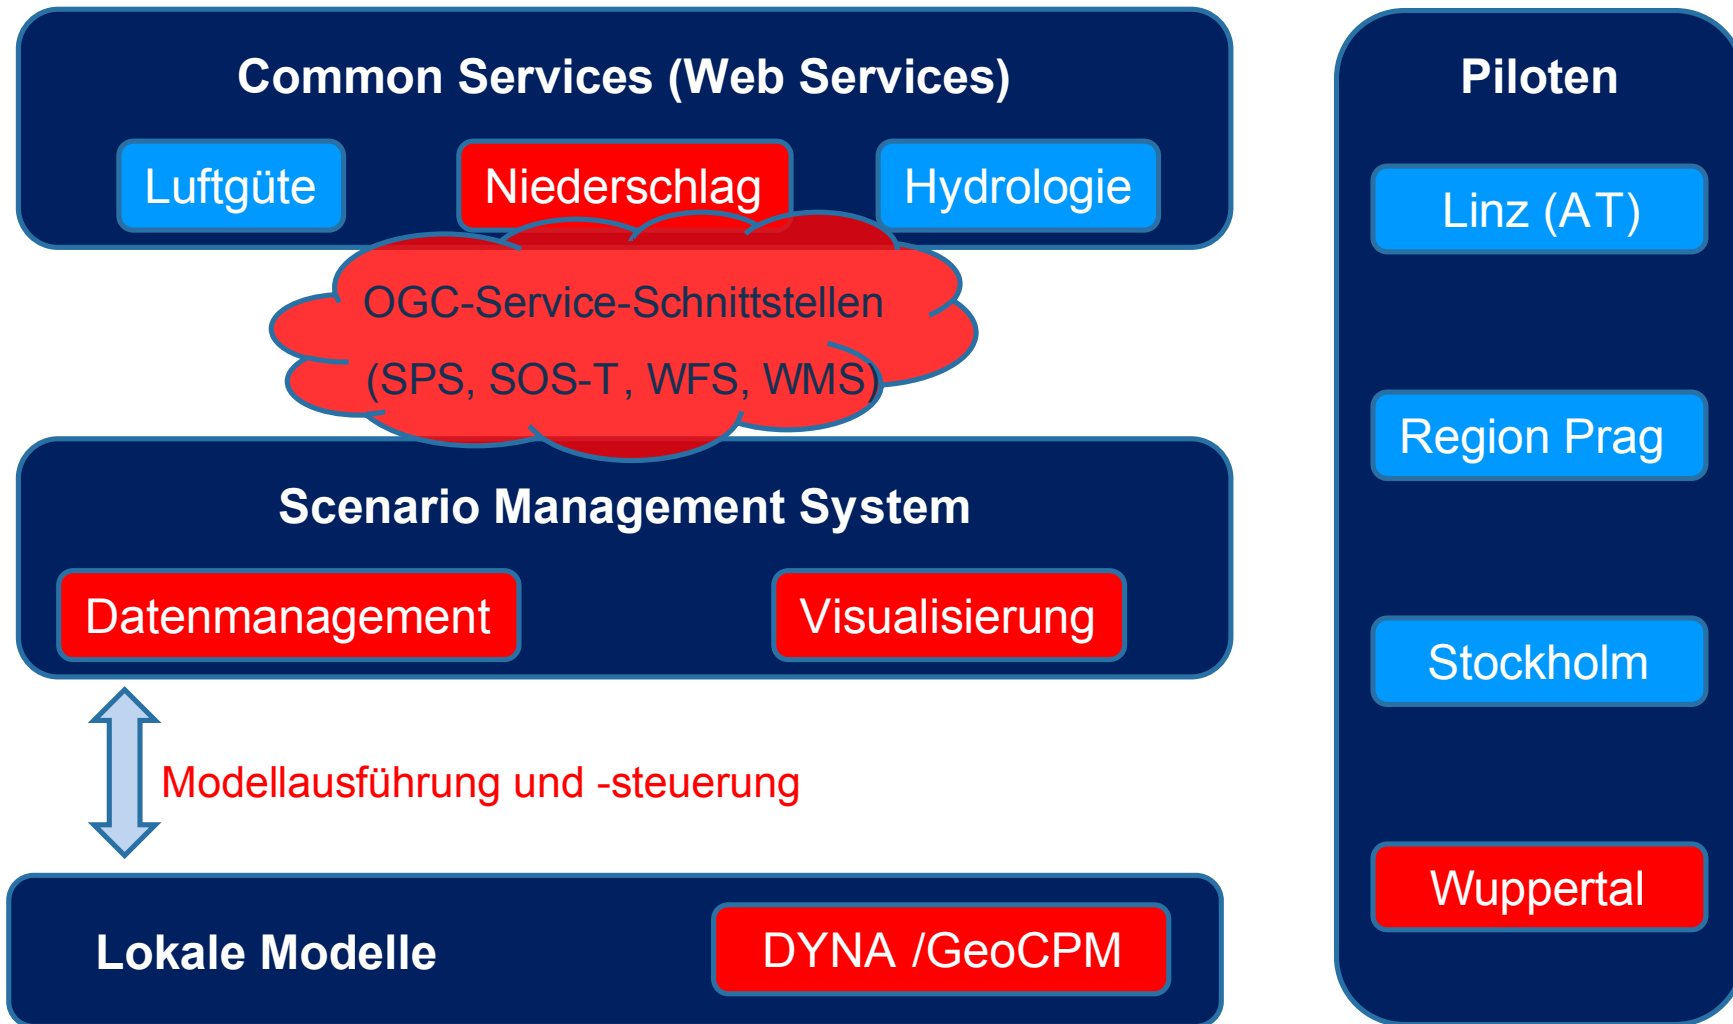 Common Services (Web Services)
Luftgüte
Niederschlag
Hydrologie
OGC-Service-Schnittstellen
(SPS, SOS-T, WFS, WMS)
Scenario Management System
Datenmanagement
Visualisierung
Modellausführung und -steuerung
Lokale Modelle
DYNA /GeoCPM
Piloten
Linz (AT)
Region Prag
Stockholm
Wuppertal